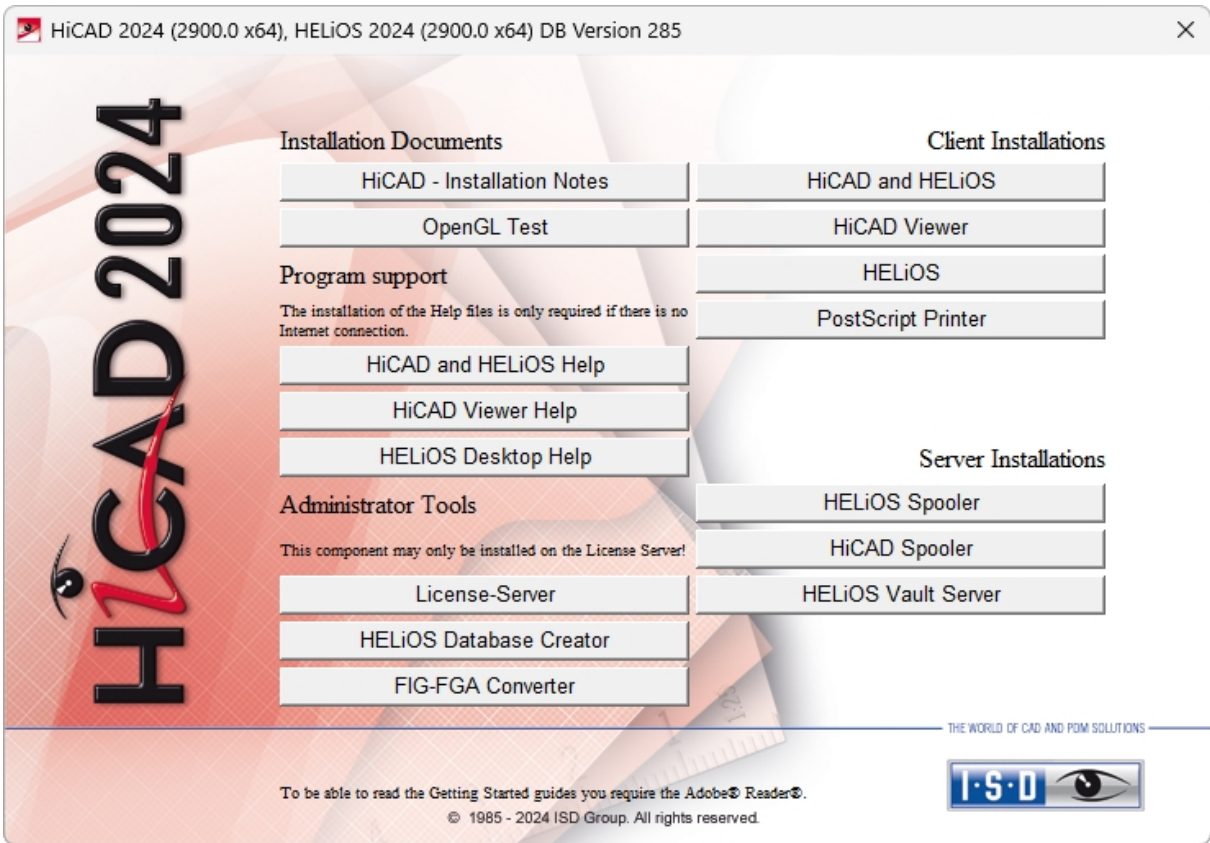 HiCAD 2024 (2900.0 x64), HELiOS 2024 (2900.0 x64) DB Version 285
HiCAD 2024
Installation Documents
HiCAD - Installation Notes
OpenGL Test
Program support
The installation of the Help files is only required if there is no
Internet connection.
HiCAD and HELiOS Help
HiCAD Viewer Help
HELiOS Desktop Help
Administrator Tools
This component may only be installed on the License Server!
License-Server
HELiOS Database Creator
FIG-FGA Converter
Client Installations
HiCAD and HELiOS
HiCAD Viewer
HELiOS
PostScript Printer
Server Installations
HELiOS Spooler
HiCAD Spooler
HELiOS Vault Server
THE WORLD OF CAD AND PDM SOLUTIONS
I·S·D
To be able to read the Getting Started guides you require the Adobe® Reader®.
© 1985 - 2024 ISD Group. All rights reserved.